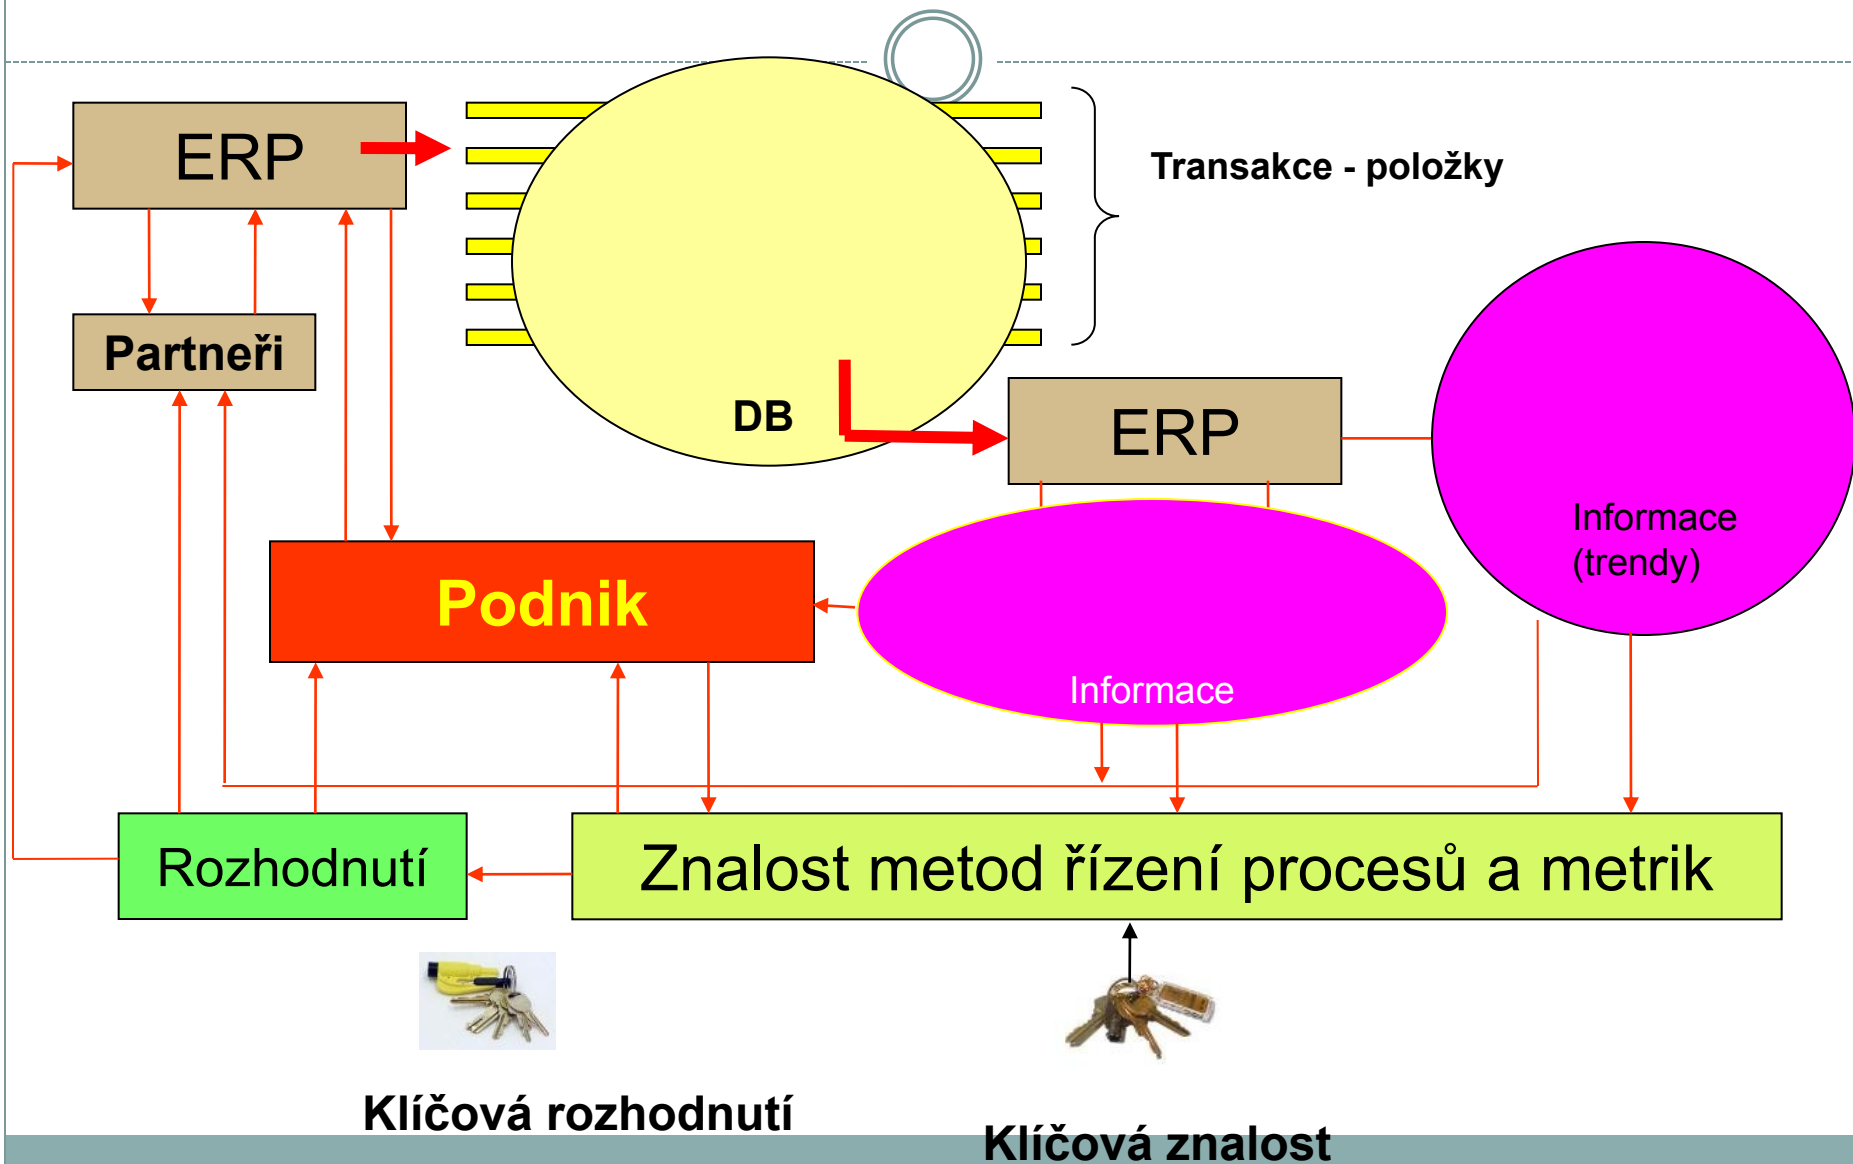 ERP
Transakce - položky
Partneři
DB
ERP
Informace
(trendy)
Podnik
Informace
Rozhodnutí
Znalost metod řízení procesů a metrik
Klíčová rozhodnutí
Klíčová znalost